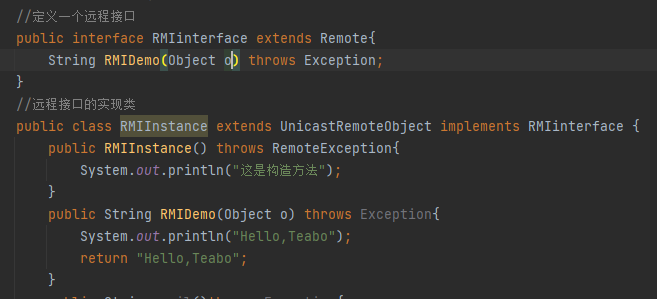 //定义一个远程接口
public interface RMIinterface extends Remote{
    String RMIDemo(Object o) throws Exception;
}
//远程接口的实现类
public class RMIInstance extends UnicastRemoteObject implements RMIinterface {
    public RMIInstance() throws RemoteException{
        System.out.println("这是构造方法");
    }
    public String RMIDemo(Object o) throws Exception{
        System.out.println("Hello,Teabo");
        return "Hello,Teabo";
    }